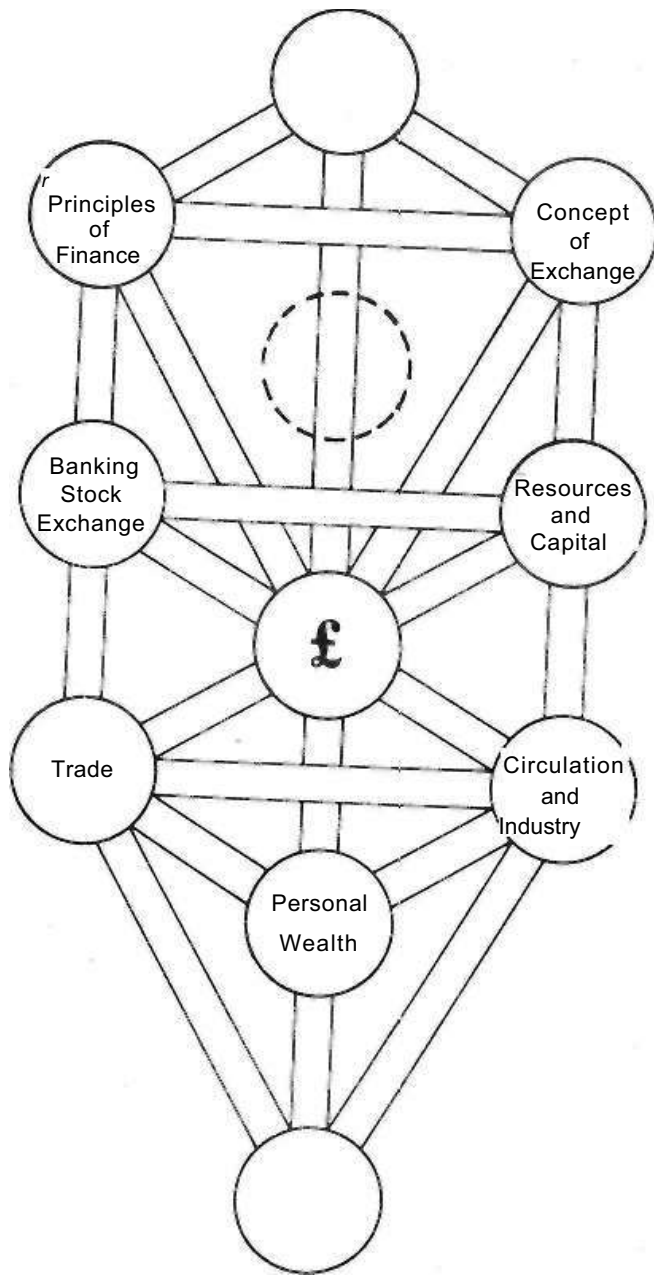 r
Principles
of
Finance
Concept
of
Exchange
Banking
Stock
Exchange
Resources
and
Capital
£
Trade
Circulation
and
Industry
Personal
Wealth